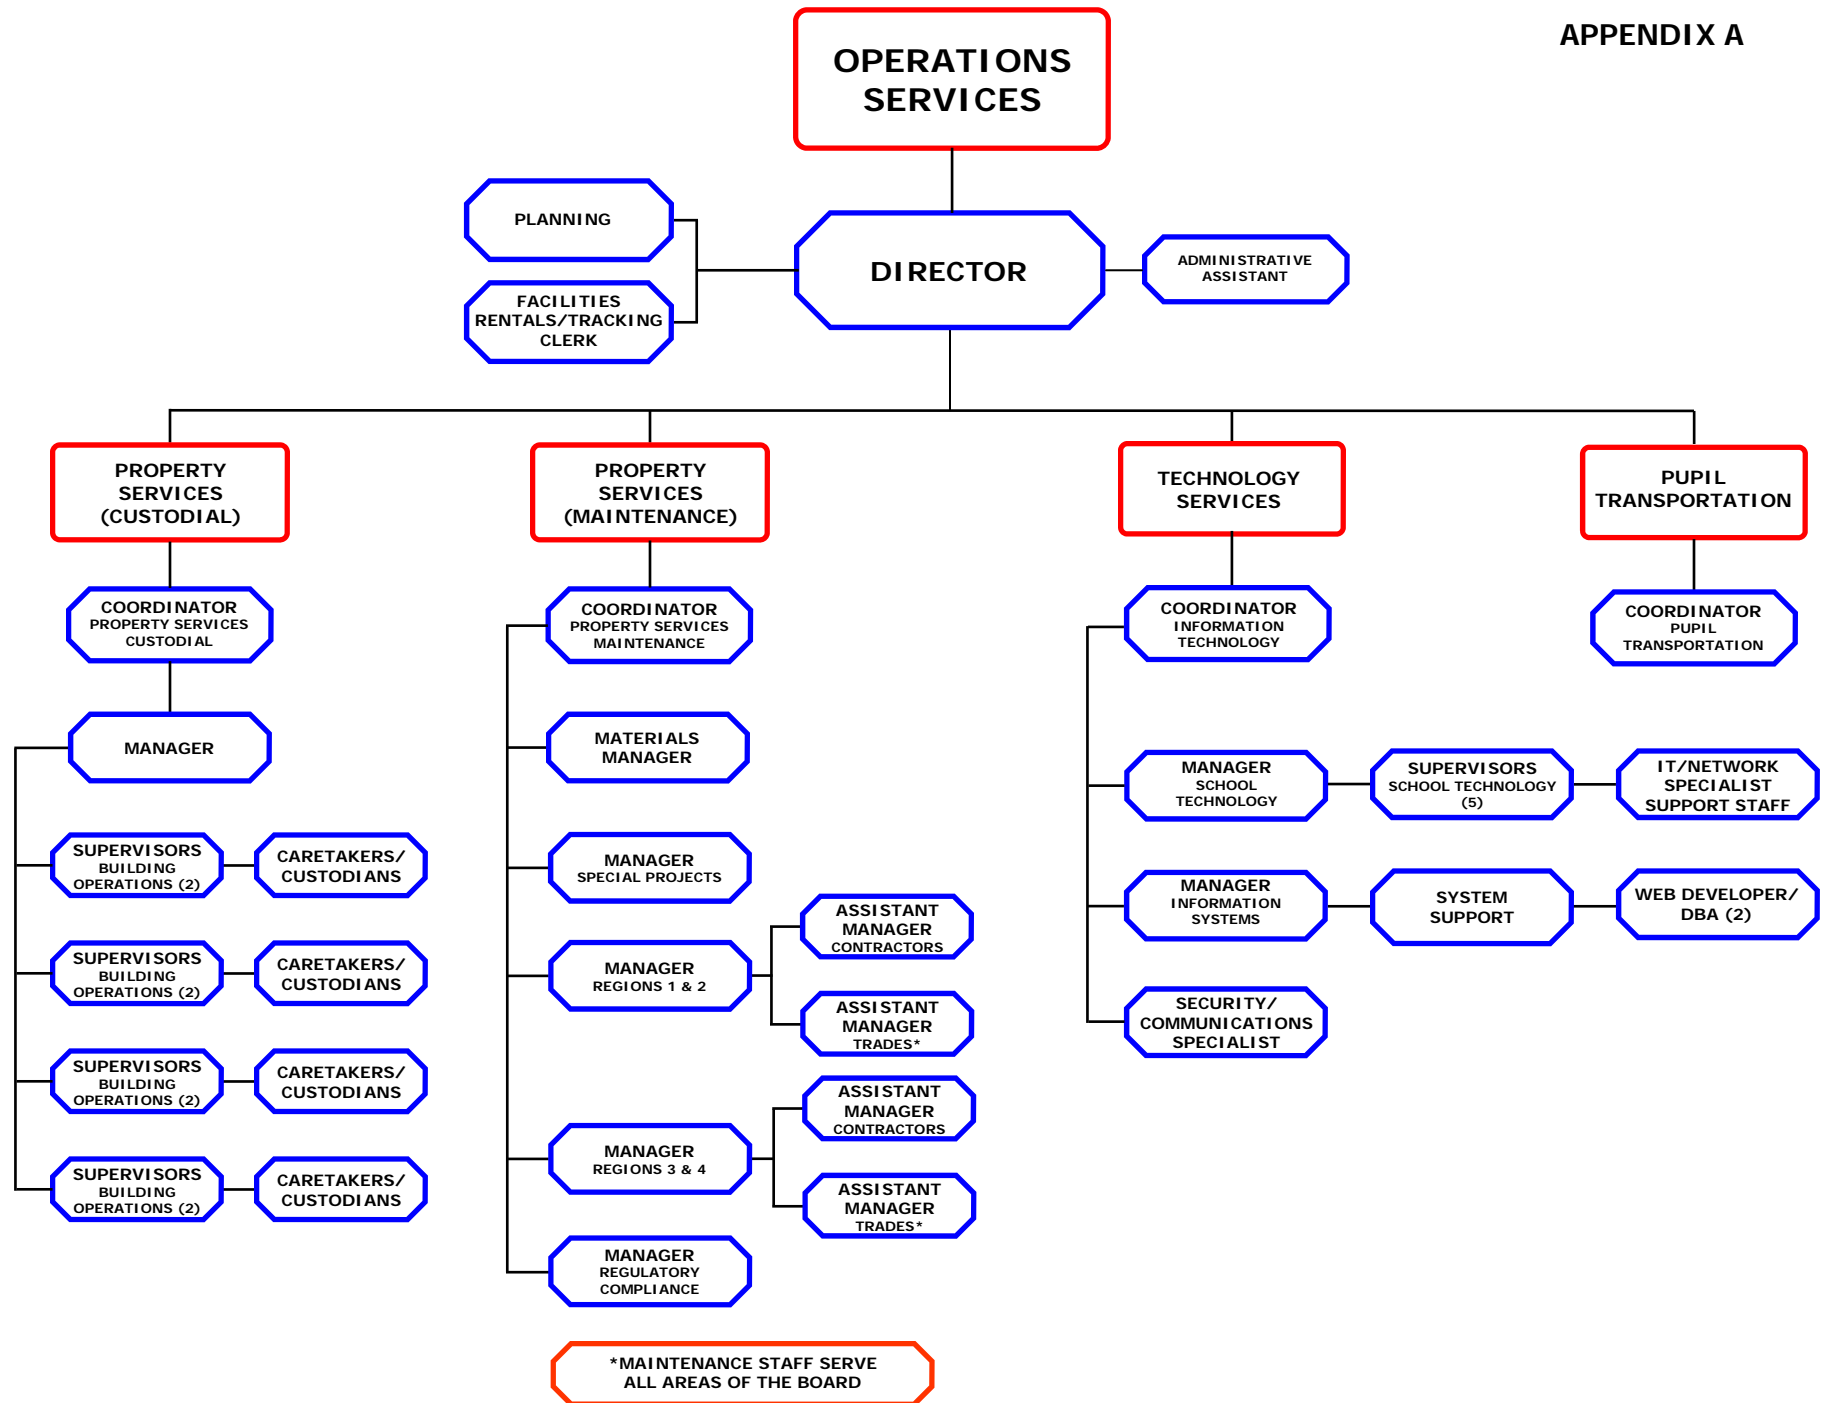 APPENDIX A
OPERATIONS
SERVICES
PLANNING
FACILITIES
RENTALS/TRACKING
CLERK
DIRECTOR
ADMINISTRATIVE
ASSISTANT
PROPERTY
SERVICES
(CUSTODIAL)
PROPERTY
SERVICES
(MAINTENANCE)
TECHNOLOGY
SERVICES
PUPIL
TRANSPORTATION
COORDINATOR
PROPERTY SERVICES
CUSTODIAL
MANAGER
SUPERVISORS
BUILDING
OPERATIONS (2)
CARETAKERS/
CUSTODIANS
SUPERVISORS
BUILDING
OPERATIONS (2)
CARETAKERS/
CUSTODIANS
SUPERVISORS
BUILDING
OPERATIONS (2)
CARETAKERS/
CUSTODIANS
SUPERVISORS
BUILDING
OPERATIONS (2)
CARETAKERS/
CUSTODIANS
COORDINATOR
PROPERTY SERVICES
MAINTENANCE
MATERIALS
MANAGER
MANAGER
SPECIAL PROJECTS
MANAGER
REGIONS 1 & 2
ASSISTANT
MANAGER
CONTRACTORS
ASSISTANT
MANAGER
TRADES*
MANAGER
REGIONS 3 & 4
ASSISTANT
MANAGER
CONTRACTORS
ASSISTANT
MANAGER
TRADES*
MANAGER
REGULATORY
COMPLIANCE
*MAINTENANCE STAFF SERVE
ALL AREAS OF THE BOARD
COORDINATOR
INFORMATION
TECHNOLOGY
MANAGER
SCHOOL
TECHNOLOGY
SUPERVISORS
SCHOOL TECHNOLOGY
(5)
IT/NETWORK
SPECIALIST
SUPPORT STAFF
MANAGER
INFORMATION
SYSTEMS
SYSTEM
SUPPORT
WEB DEVELOPER/
DBA (2)
SECURITY/
COMMUNICATIONS
SPECIALIST
COORDINATOR
PUPIL
TRANSPORTATION